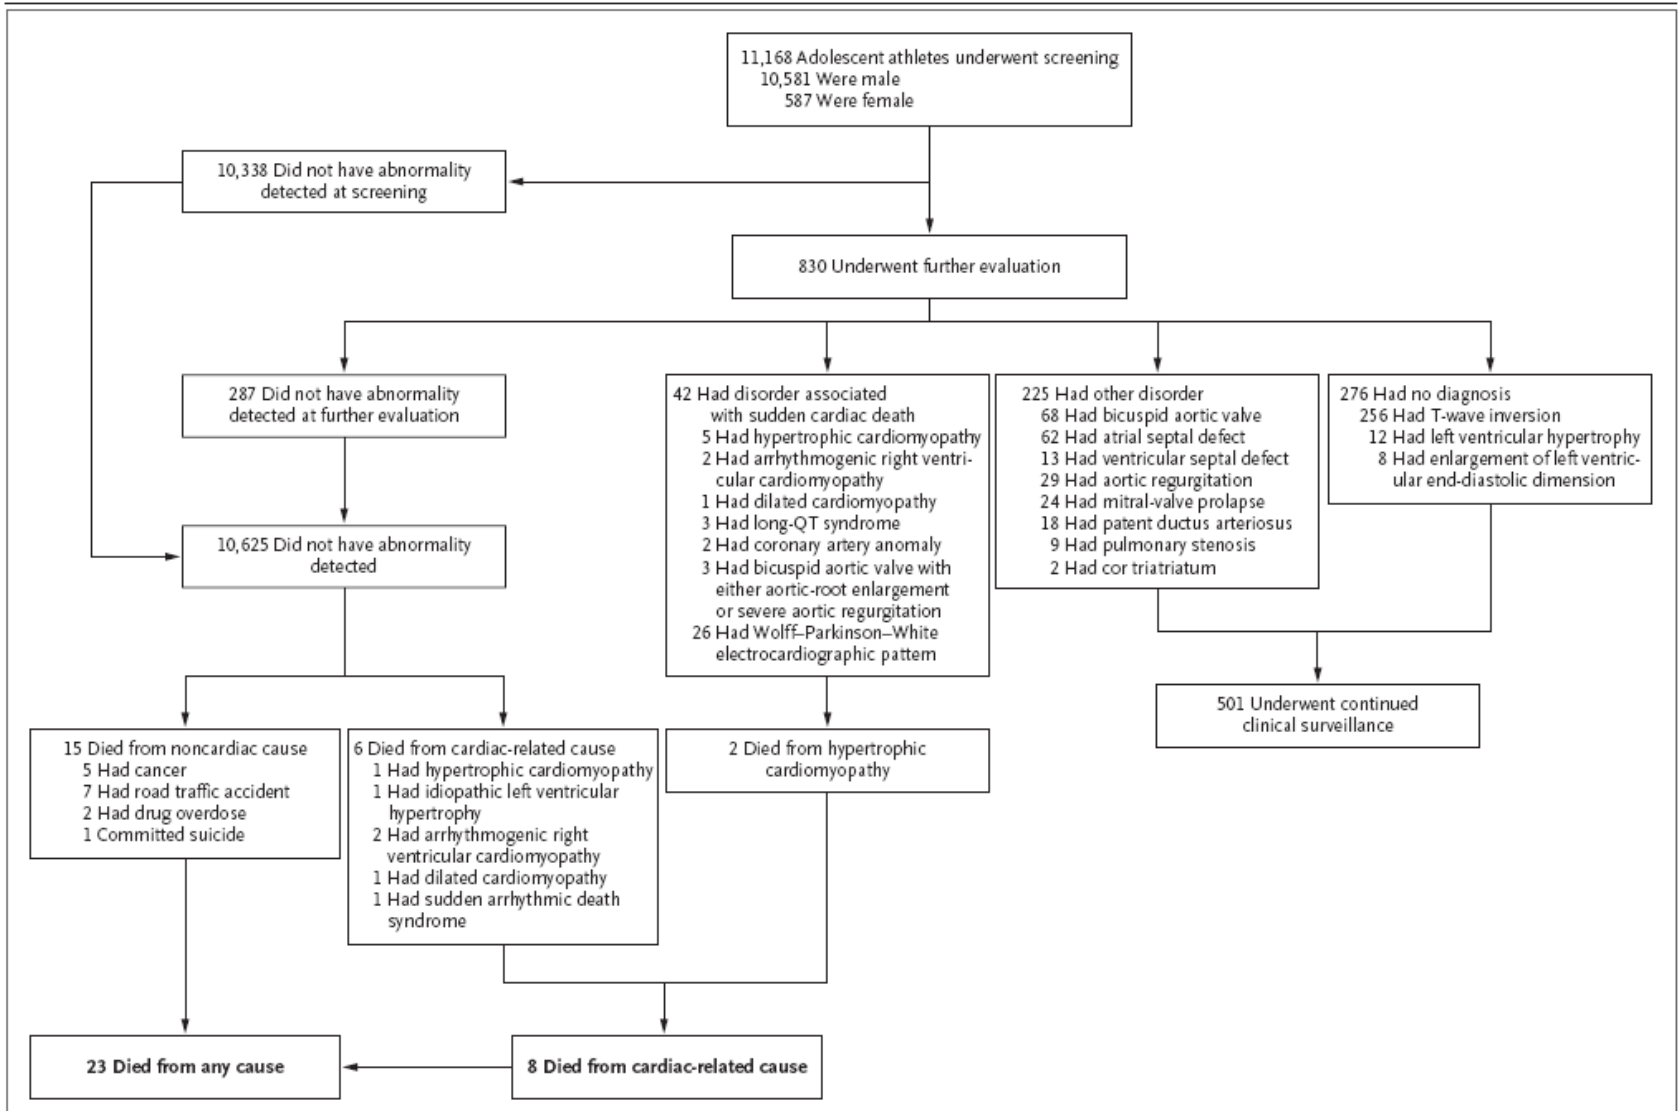 11,168 Adolescent athletes underwent screening
10,581 Were male
587 Were female
10,338 Did not have abnormality
detected at screening
830 Underwent further evaluation
287 Did not have abnormality
detected at further evaluation
42 Had disorder associated
with sudden cardiac death
5 Had hypertrophic cardiomyopathy
2 Had arrhythmogenic right ventri-
cular cardiomyopathy
1 Had dilated cardiomyopathy
3 Had long-QT syndrome
2 Had coronary artery anomaly
3 Had bicuspid aortic valve with
either aortic-root enlargement
or severe aortic regurgitation
26 Had Wolff–Parkinson–White
electrocardiographic pattern
225 Had other disorder
68 Had bicuspid aortic valve
62 Had atrial septal defect
13 Had ventricular septal defect
29 Had aortic regurgitation
24 Had mitral-valve prolapse
18 Had patent ductus arteriosus
9 Had pulmonary stenosis
2 Had cor triatriatum
276 Had no diagnosis
256 Had T-wave inversion
12 Had left ventricular hypertrophy
8 Had enlargement of left ventric-
ular end-diastolic dimension
10,625 Did not have abnormality
detected
501 Underwent continued
clinical surveillance
15 Died from noncardiac cause
5 Had cancer
7 Had road traffic accident
2 Had drug overdose
1 Committed suicide
6 Died from cardiac-related cause
1 Had hypertrophic cardiomyopathy
1 Had idiopathic left ventricular
hypertrophy
2 Had arrhythmogenic right
ventricular cardiomyopathy
1 Had dilated cardiomyopathy
1 Had sudden arrhythmic death
syndrome
2 Died from hypertrophic
cardiomyopathy
23 Died from any cause
8 Died from cardiac-related cause